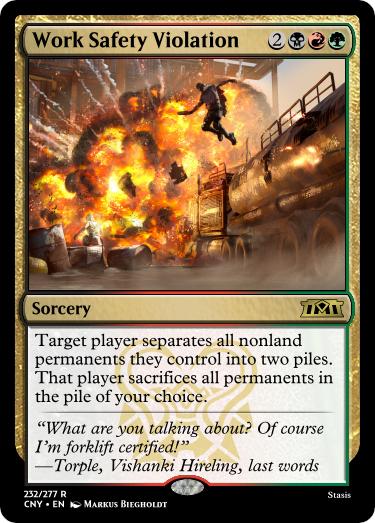 Work Safety Violation 2
Sorcery
Target player separates all nonland
permanents they control into two piles.
That player sacrifices all permanents in
the pile of your choice.
“What are you talking about? Of course
I’m forklift certified!”
—Torple, Vishanki Hireling, last words
232/277 R
CNY • EN Markus Biegholdt
Stasis